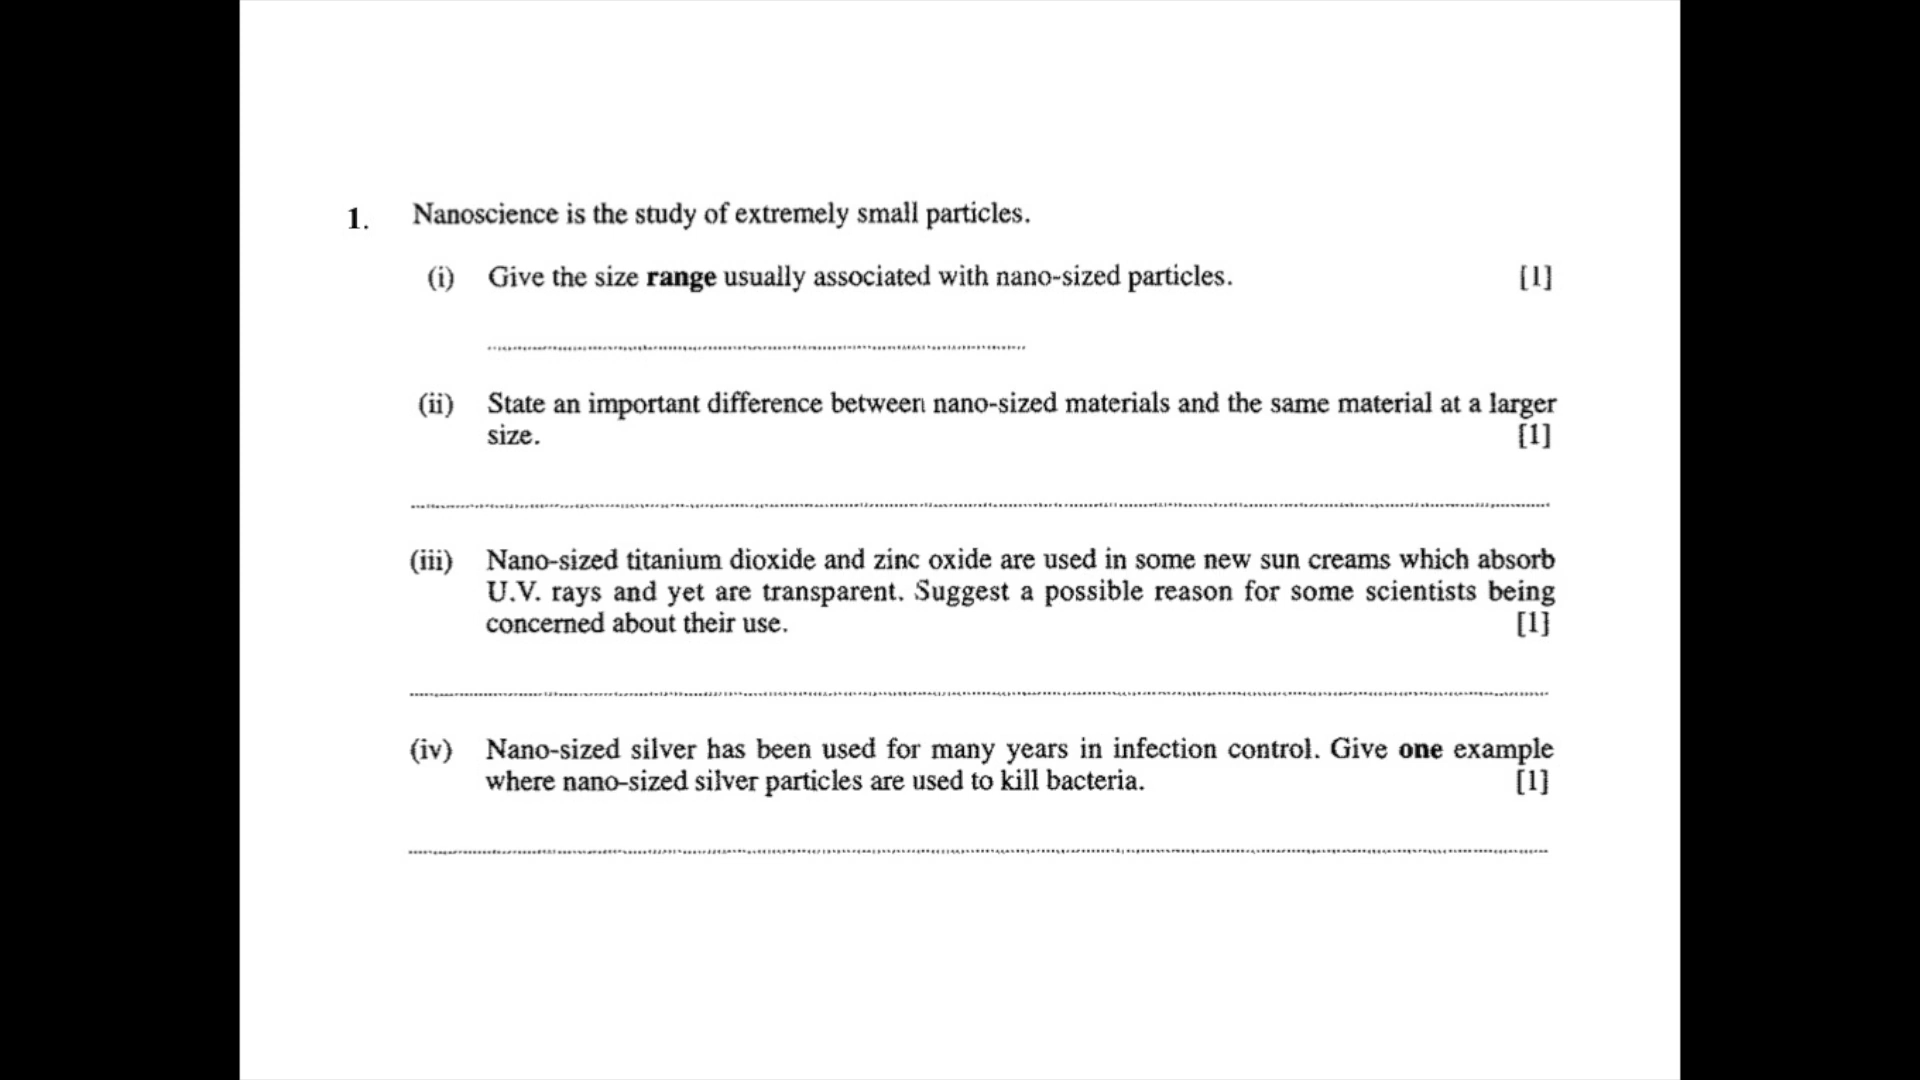 1. Nanoscience is the study of extremely small particles.
(i) Give the size range usually associated with nano-sized particles. [1]
(ii) State an important difference between nano-sized materials and the same material at a larger
size. [1]
(iii) Nano-sized titanium dioxide and zinc oxide are used in some new sun creams which absorb
U.V. rays and yet are transparent. Suggest a possible reason for some scientists being
concerned about their use. [1]
(iv) Nano-sized silver has been used for many years in infection control. Give one example
where nano-sized silver particles are used to kill bacteria. [1]